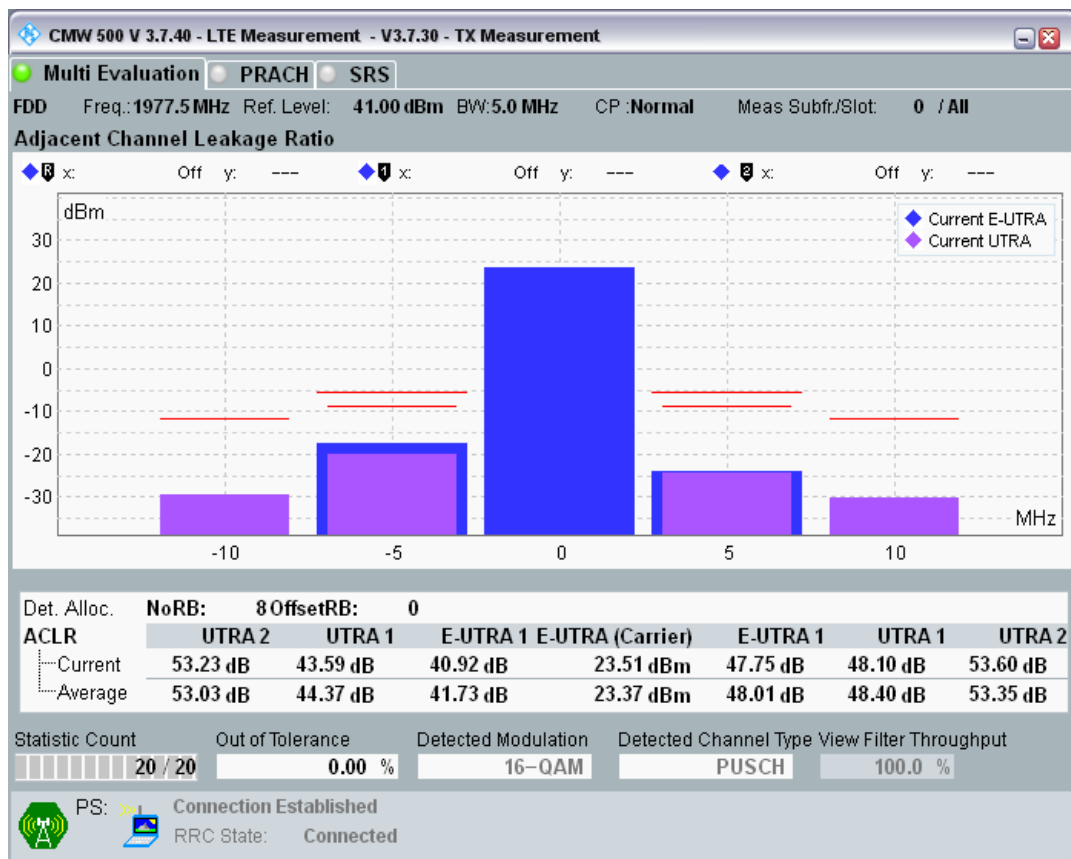 CMW 500 V 3.7.40 - LTE Measurement - V3.7.30 - TX Measurement
Multi Evaluation PRACH SRS
FDD Freq.:1977.5 MHz Ref. Level: 41.00 dBm BW:5.0 MHz CP :Normal Meas Subfr./Slot: 0 / All
Adjacent Channel Leakage Ratio
R x: Off y: --- 1 x: Off y: --- 2 x: Off y: ---
dBm
Current E-UTRA
Current UTRA
30
20
10
0
-10
-20
-30
MHz
-10 -5 0 5 10
Det. Alloc. NoRB: 8 OffsetRB: 0
ACLR UTRA 2 UTRA 1 E-UTRA 1 E-UTRA (Carrier) E-UTRA 1 UTRA 1 UTRA 2
Current 53.23 dB 43.59 dB 40.92 dB 23.51 dBm 47.75 dB 48.10 dB 53.60 dB
Average 53.03 dB 44.37 dB 41.73 dB 23.37 dBm 48.01 dB 48.40 dB 53.35 dB
Statistic Count Out of Tolerance Detected Modulation Detected Channel Type View Filter Throughput
20 / 20 0.00 % 16-QAM PUSCH 100.0 %
PS: Connection Established
RRC State: Connected